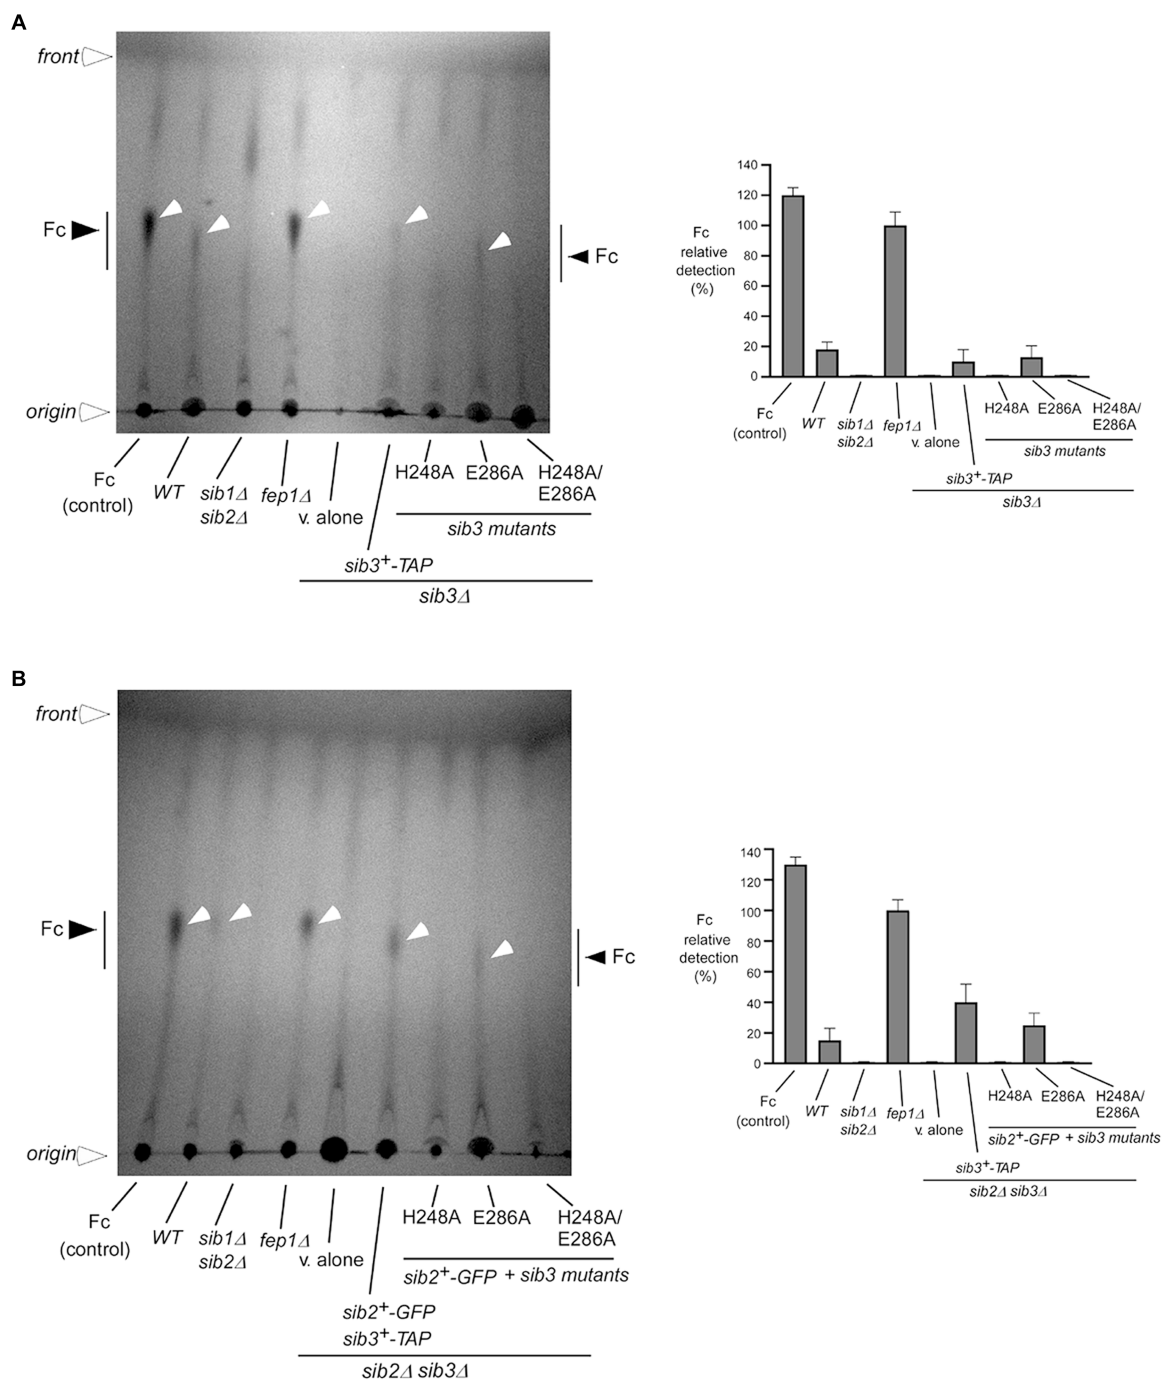 A
front
Fc
Fc
origin
Fc
(control)
WT
sib1Δ
sib2Δ
fep1Δ
v. alone
H248A
E286A
H248A/
E286A
sib3 mutants
sib3+-TAP
sib3Δ
Fc
relative
detection
(%)
140
120
100
80
60
40
20
0
Fc
(control)
WT
sib1Δ
sib2Δ
fep1Δ
v. alone
H248A
E286A
H248A/
E286A
sib3 mutants
sib3+-TAP
sib3Δ
B
front
Fc
Fc
origin
Fc
(control)
WT
sib1Δ
sib2Δ
fep1Δ
v. alone
H248A
E286A
H248A/
E286A
sib2+-GFP + sib3 mutants
sib2+-GFP
sib3+-TAP
sib2Δ sib3Δ
Fc
relative
detection
(%)
140
120
100
80
60
40
20
0
Fc
(control)
WT
sib1Δ
sib2Δ
fep1Δ
v. alone
H248A
E286A
H248A/
E286A
sib2+-GFP + sib3 mutants
sib3+-TAP
sib2Δ sib3Δ